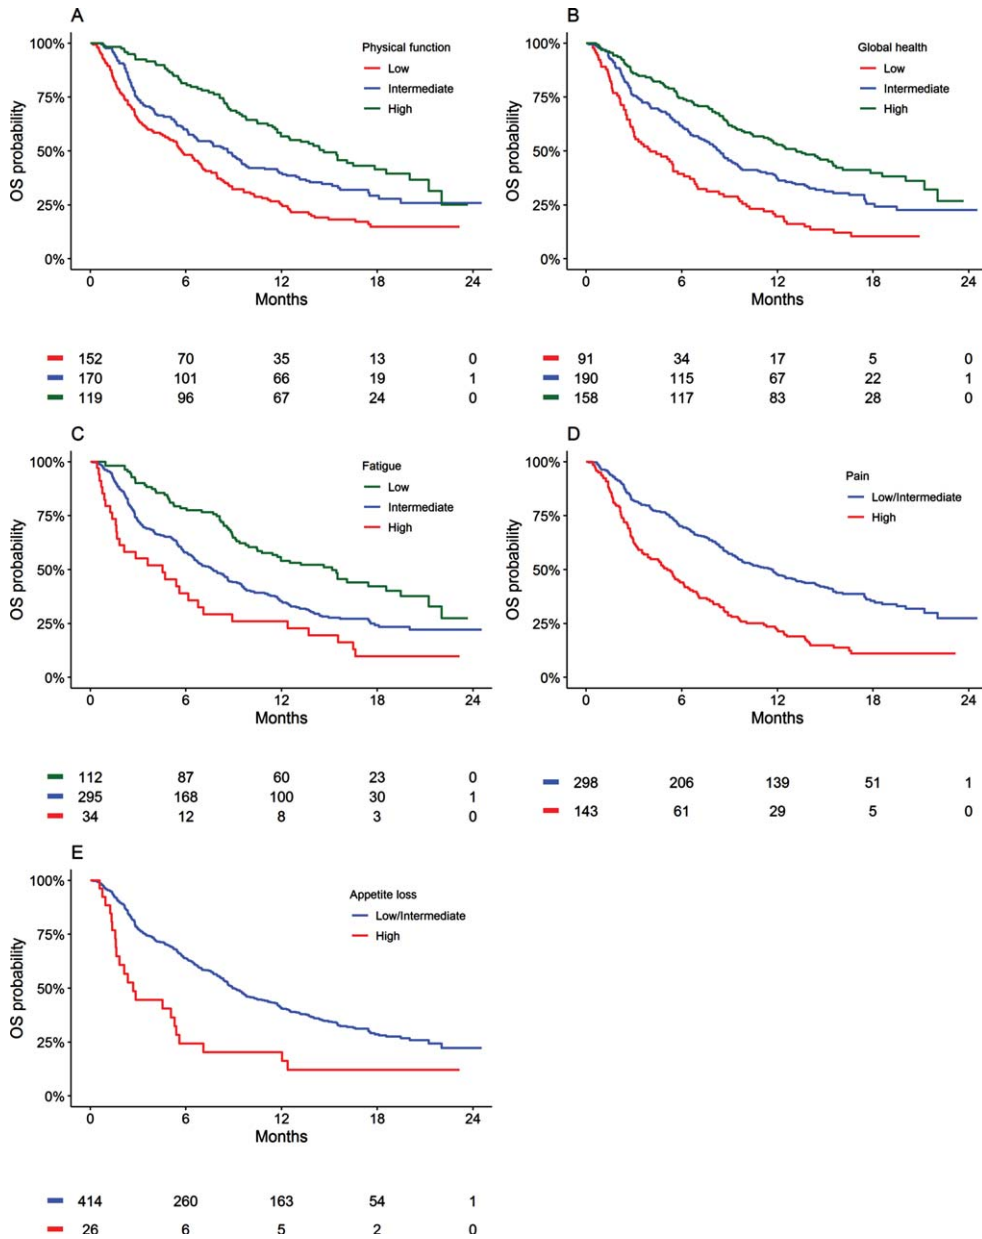 A
Physical function
Low
Intermediate
High
100%
75%
50%
25%
0%
OS probability
0 6 12 18 24
Months
152 70 35 13 0
170 101 66 19 1
119 96 67 24 0
B
Global health
Low
Intermediate
High
100%
75%
50%
25%
0%
OS probability
0 6 12 18 24
Months
91 34 17 5 0
190 115 67 22 1
158 117 83 28 0
C
Fatigue
Low
Intermediate
High
100%
75%
50%
25%
0%
OS probability
0 6 12 18 24
Months
112 87 60 23 0
295 168 100 30 1
34 12 8 3 0
D
Pain
Low/Intermediate
High
100%
75%
50%
25%
0%
OS probability
0 6 12 18 24
Months
298 206 139 51 1
143 61 29 5 0
E
Appetite loss
Low/Intermediate
High
100%
75%
50%
25%
0%
OS probability
0 6 12 18 24
Months
414 260 163 54 1
26 6 5 2 0